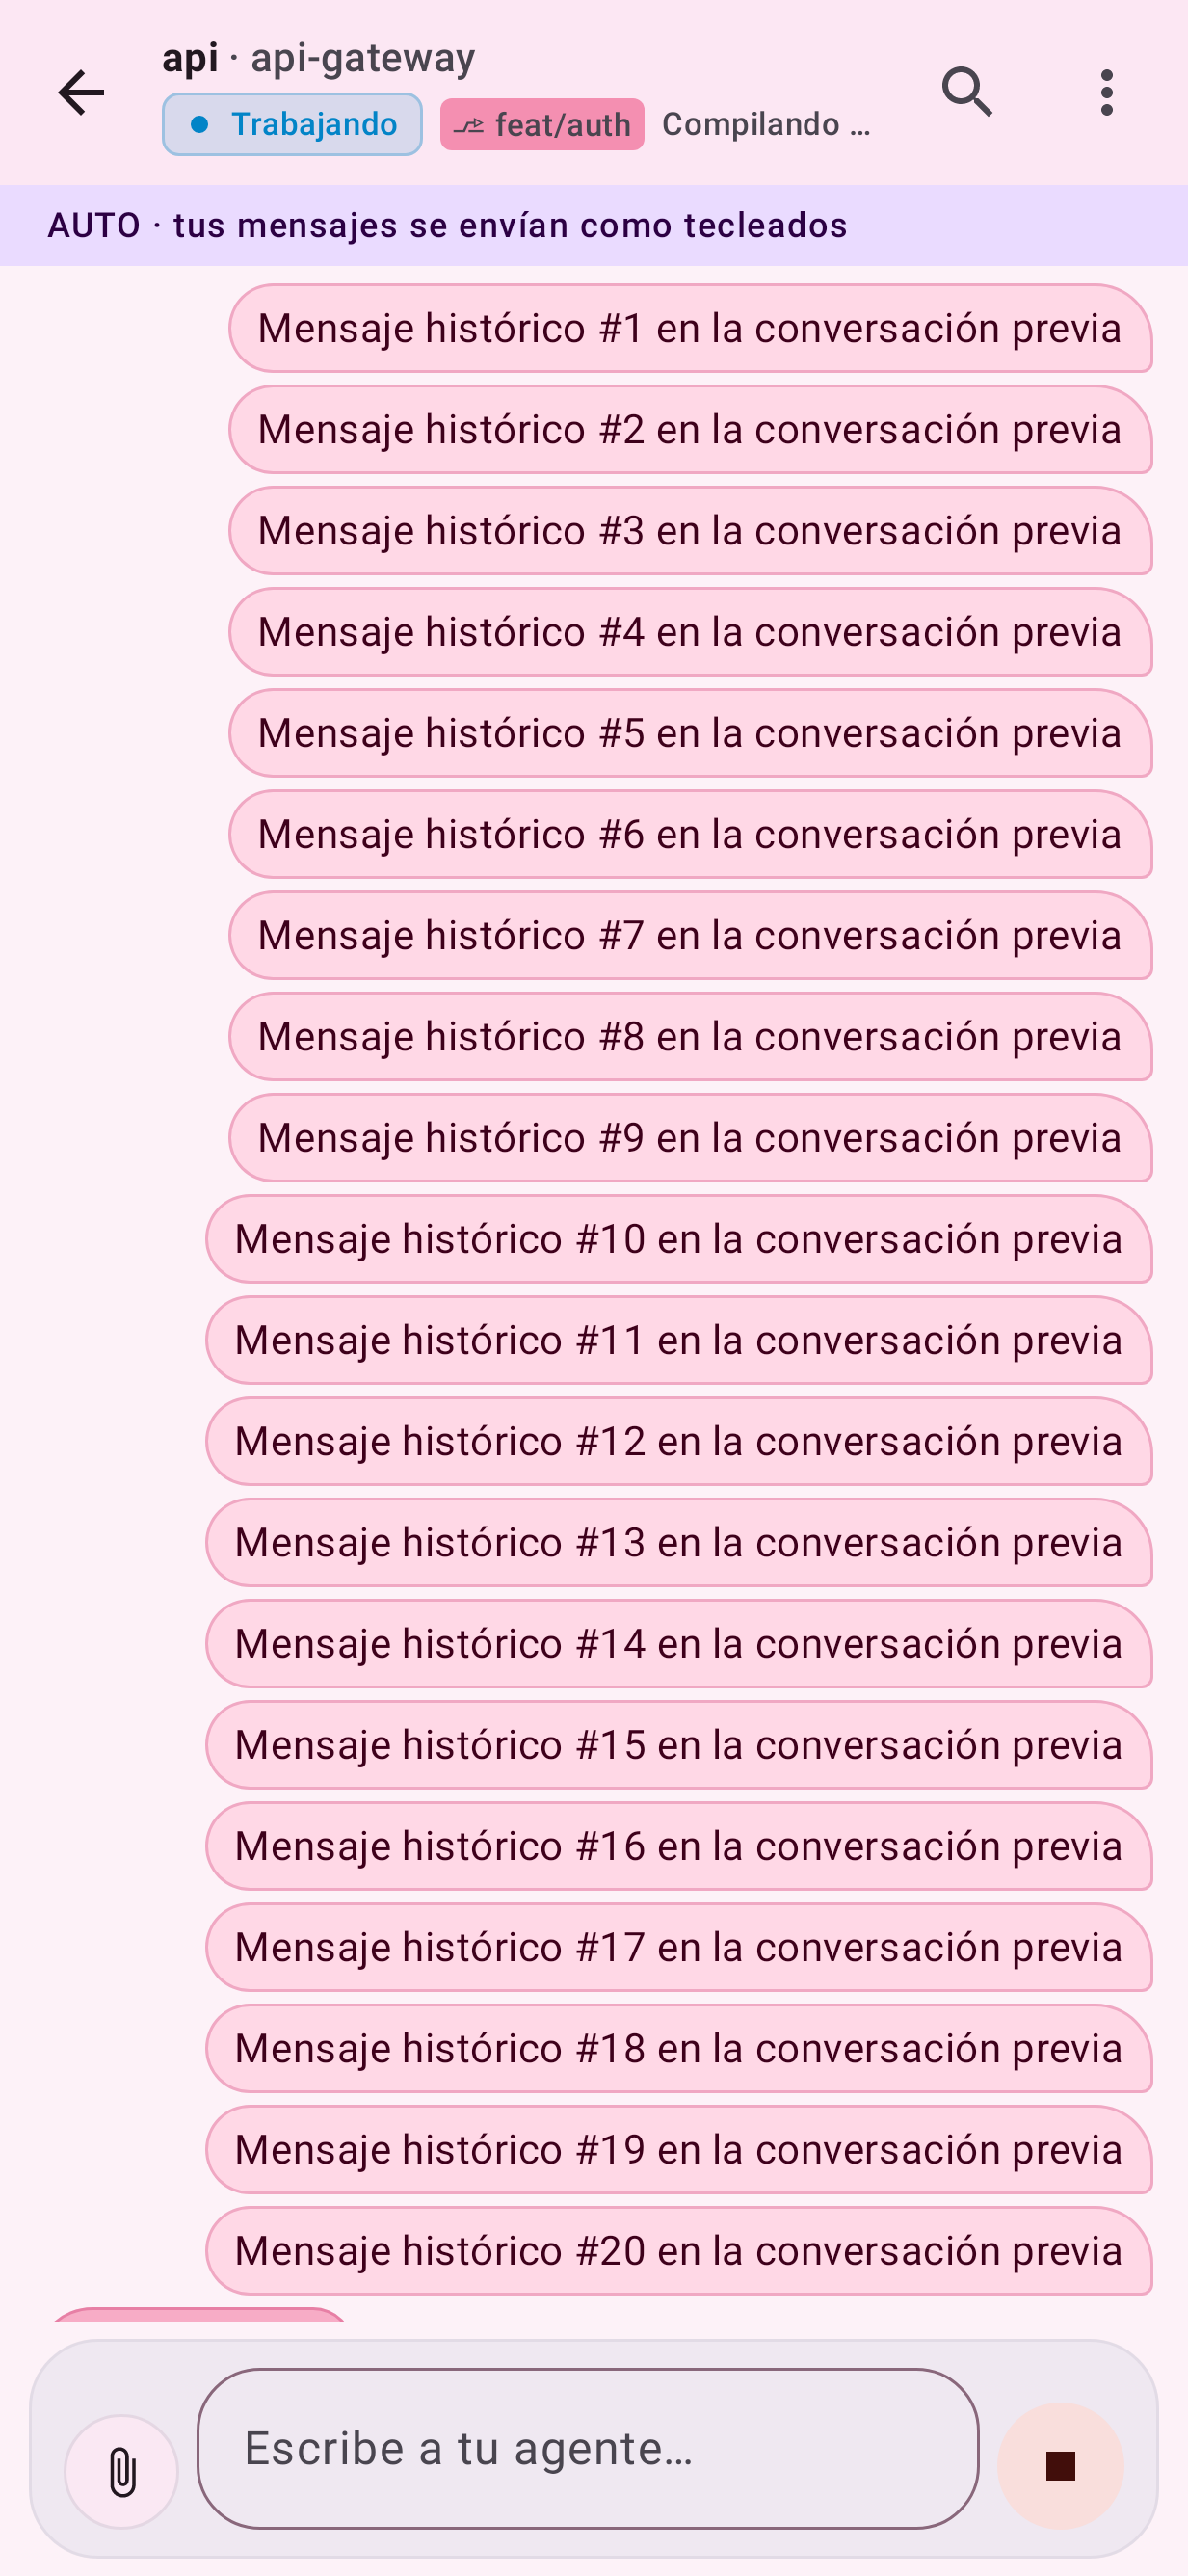 api · api-gateway
Trabajando feat/auth Compilando …
AUTO · tus mensajes se envían como tecleados
Mensaje histórico #1 en la conversación previa
Mensaje histórico #2 en la conversación previa
Mensaje histórico #3 en la conversación previa
Mensaje histórico #4 en la conversación previa
Mensaje histórico #5 en la conversación previa
Mensaje histórico #6 en la conversación previa
Mensaje histórico #7 en la conversación previa
Mensaje histórico #8 en la conversación previa
Mensaje histórico #9 en la conversación previa
Mensaje histórico #10 en la conversación previa
Mensaje histórico #11 en la conversación previa
Mensaje histórico #12 en la conversación previa
Mensaje histórico #13 en la conversación previa
Mensaje histórico #14 en la conversación previa
Mensaje histórico #15 en la conversación previa
Mensaje histórico #16 en la conversación previa
Mensaje histórico #17 en la conversación previa
Mensaje histórico #18 en la conversación previa
Mensaje histórico #19 en la conversación previa
Mensaje histórico #20 en la conversación previa
Escribe a tu agente…